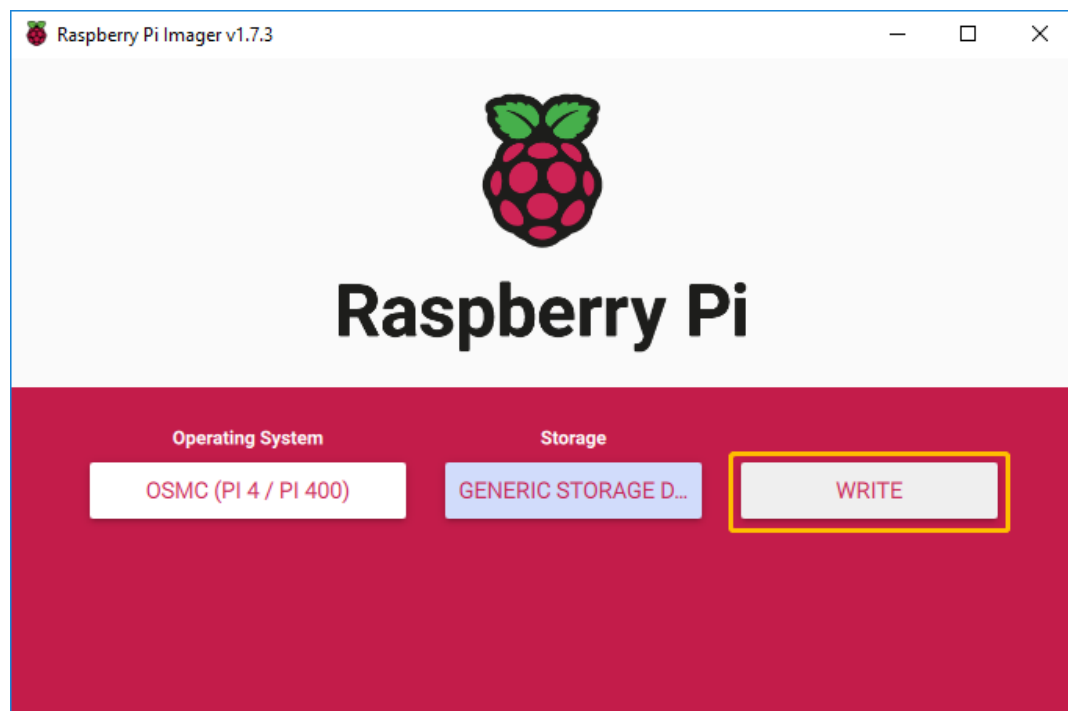 Raspberry Pi Imager v1.7.3
Raspberry Pi
Operating System
Storage
OSMC (PI 4 / PI 400)
GENERIC STORAGE D...
WRITE